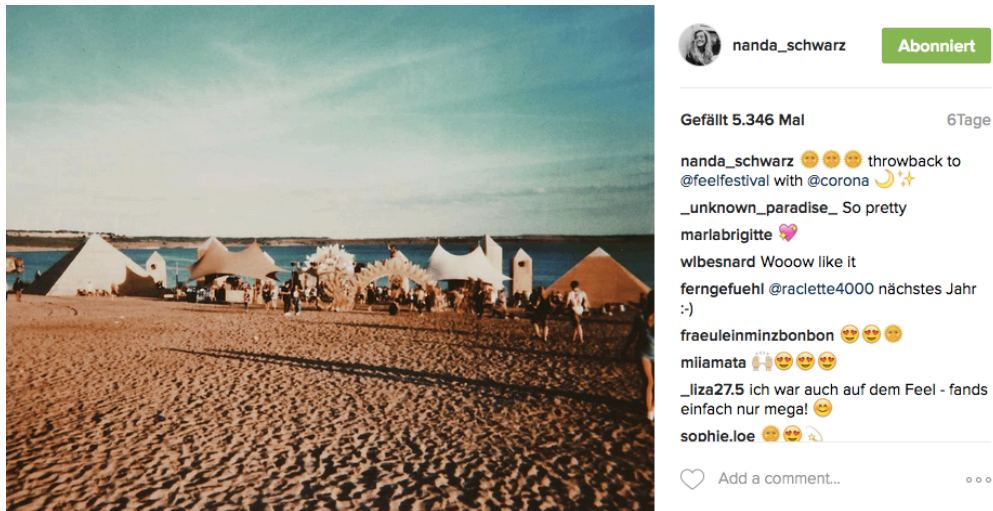 nanda_schwarz
Abonniert
Gefällt 5.346 Mal
6Tage
nanda_schwarz 🌞🌞🌞 throwback to
@feelfestival with @corona 🌙✨
_unknown_paradise_ So pretty
marlabrigitte 💖
wlbesnard Wooow like it
ferngefuehl @raclette4000 nächstes Jahr
:-)
fraeuleinminzbonbon 😍😍🌞
miiamata 🙌🏼😍😍😍
_liza27.5 ich war auch auf dem Feel - fands
einfach nur mega! 😊
sophie.loe 🌞😍💫
Add a comment...